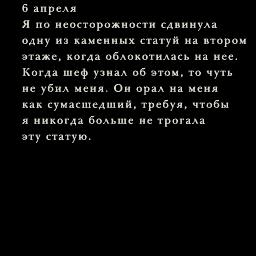 6 апреля
Я по неосторожности сдвинула
одну из каменных статуй на втором
этаже, когда облокотилась на нее.
Когда шеф узнал об этом, то чуть
не убил меня. Он орал на меня
как сумасшедший, требуя, чтобы
я никогда больше не трогала
эту статую.